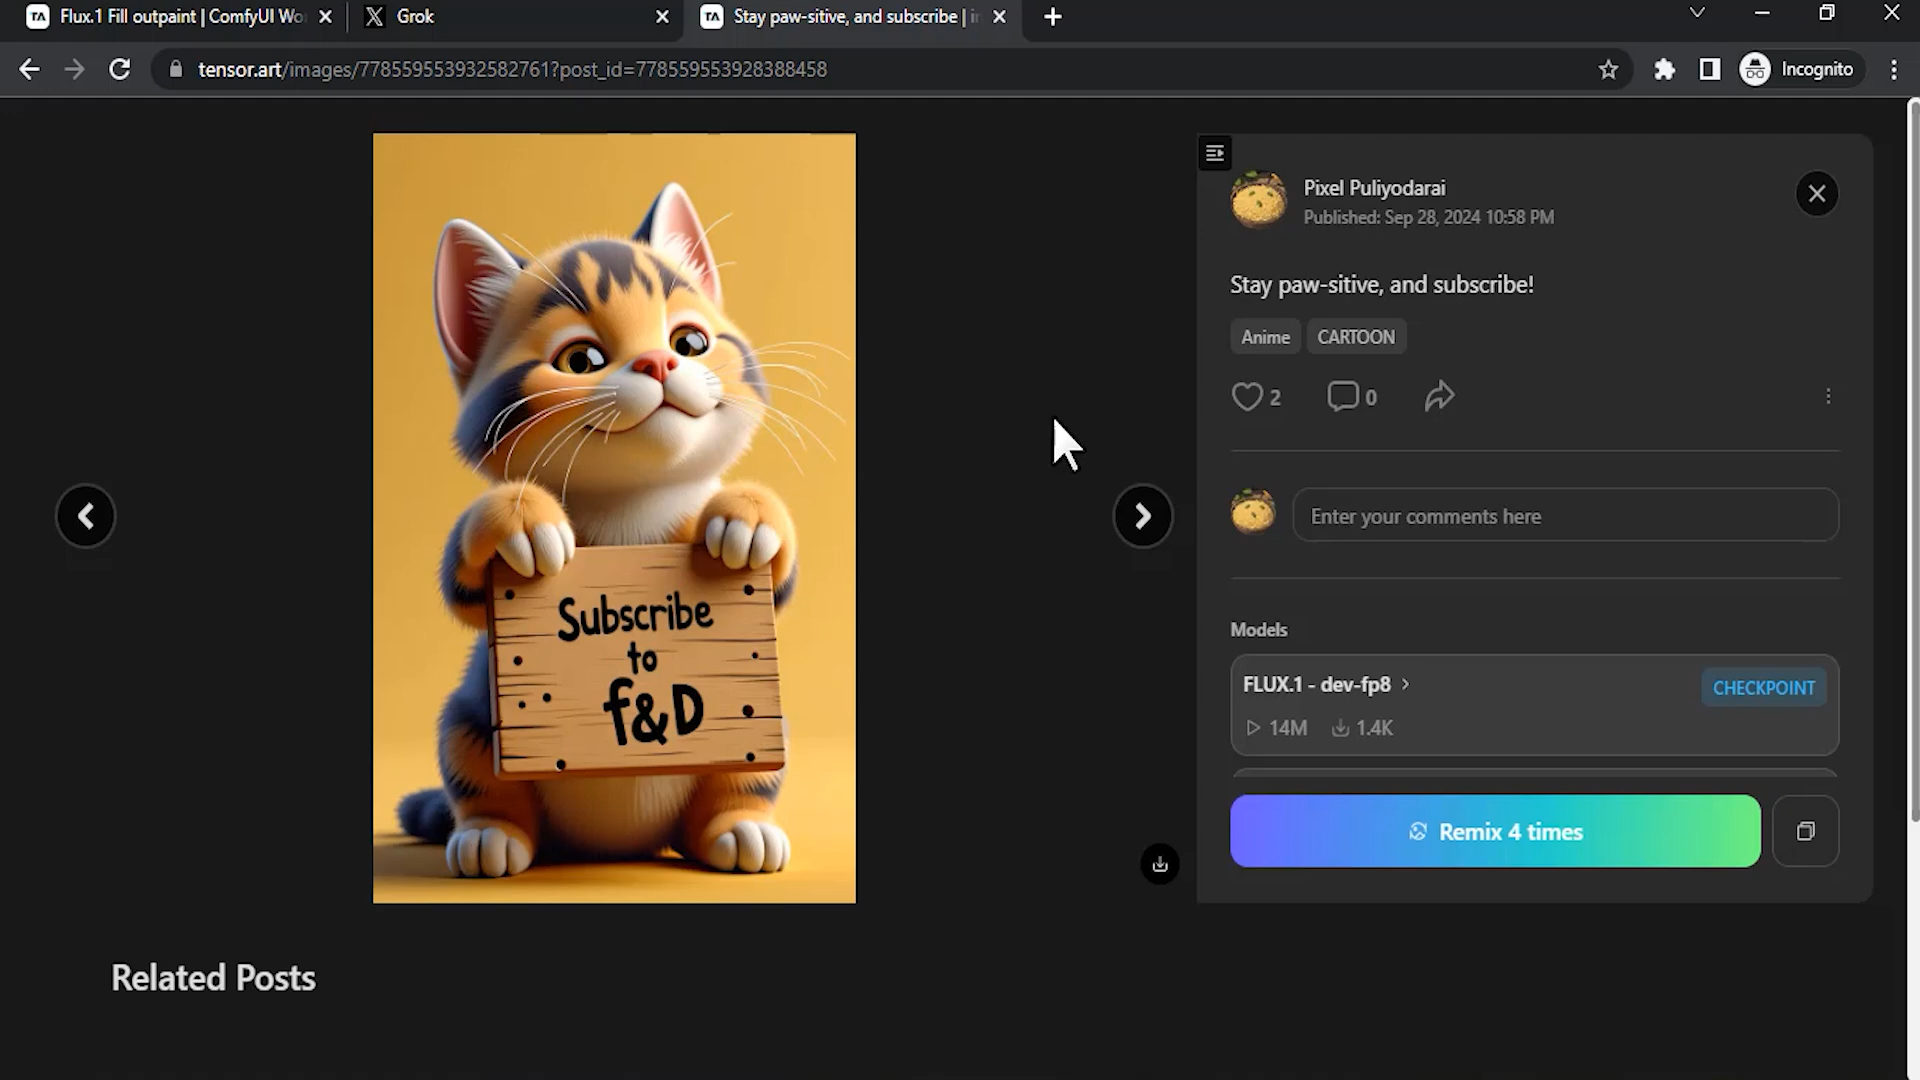 Flux.1 Fill outpaint | ComfyUI Wo
Grok
Stay paw-sitive, and subscribe |
tensor.art/images/778559553932582761?post_id=778559553928388458
Incognito
Pixel Puliyodarai
Published: Sep 28, 2024 10:58 PM
Stay paw-sitive, and subscribe!
Anime
CARTOON
2
0
Enter your comments here
Subscribe
to
f&D
Models
FLUX.1 - dev-fp8
CHECKPOINT
14M
1.4K
Remix 4 times
Related Posts